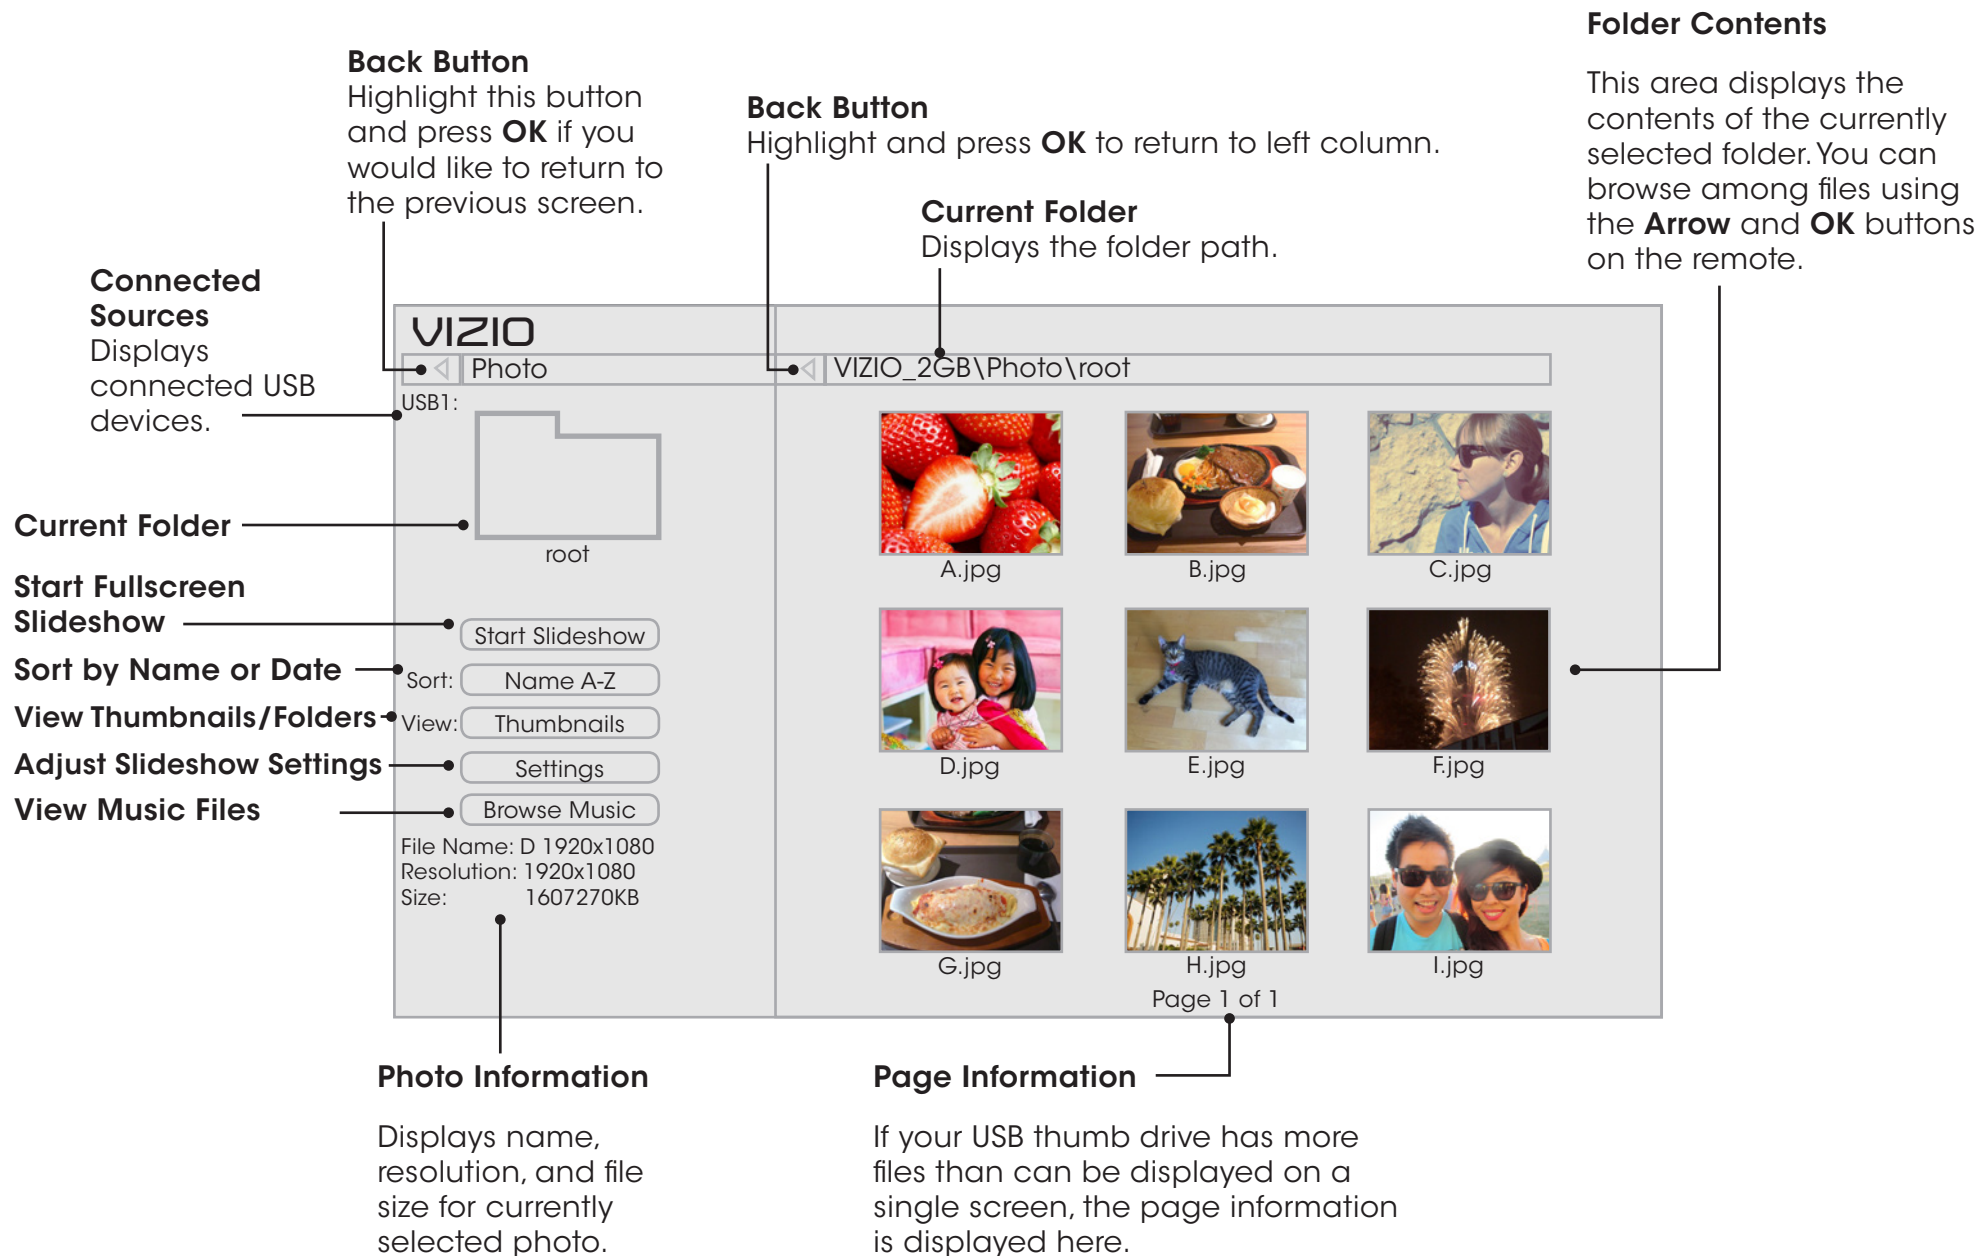 Folder Contents
This area displays the
contents of the currently
selected folder. You can
browse among files using
the Arrow and OK buttons
on the remote.
Back Button
Highlight this button
and press OK if you
would like to return to
the previous screen.
Back Button
Highlight and press OK to return to left column.
Current Folder
Displays the folder path.
Connected
Sources
Displays
connected USB
devices.
Current Folder
Start Fullscreen
Slideshow
Sort by Name or Date
View Thumbnails/Folders
Adjust Slideshow Settings
View Music Files
VIZIO
Photo
USB1:
root
Start Slideshow
Sort: Name A-Z
View: Thumbnails
Settings
Browse Music
File Name: D 1920x1080
Resolution: 1920x1080
Size: 1607270KB
VIZIO_2GB\Photo\root
A.jpg
B.jpg
C.jpg
D.jpg
E.jpg
F.jpg
G.jpg
H.jpg
I.jpg
Page 1 of 1
Photo Information
Displays name,
resolution, and file
size for currently
selected photo.
Page Information
If your USB thumb drive has more
files than can be displayed on a
single screen, the page information
is displayed here.